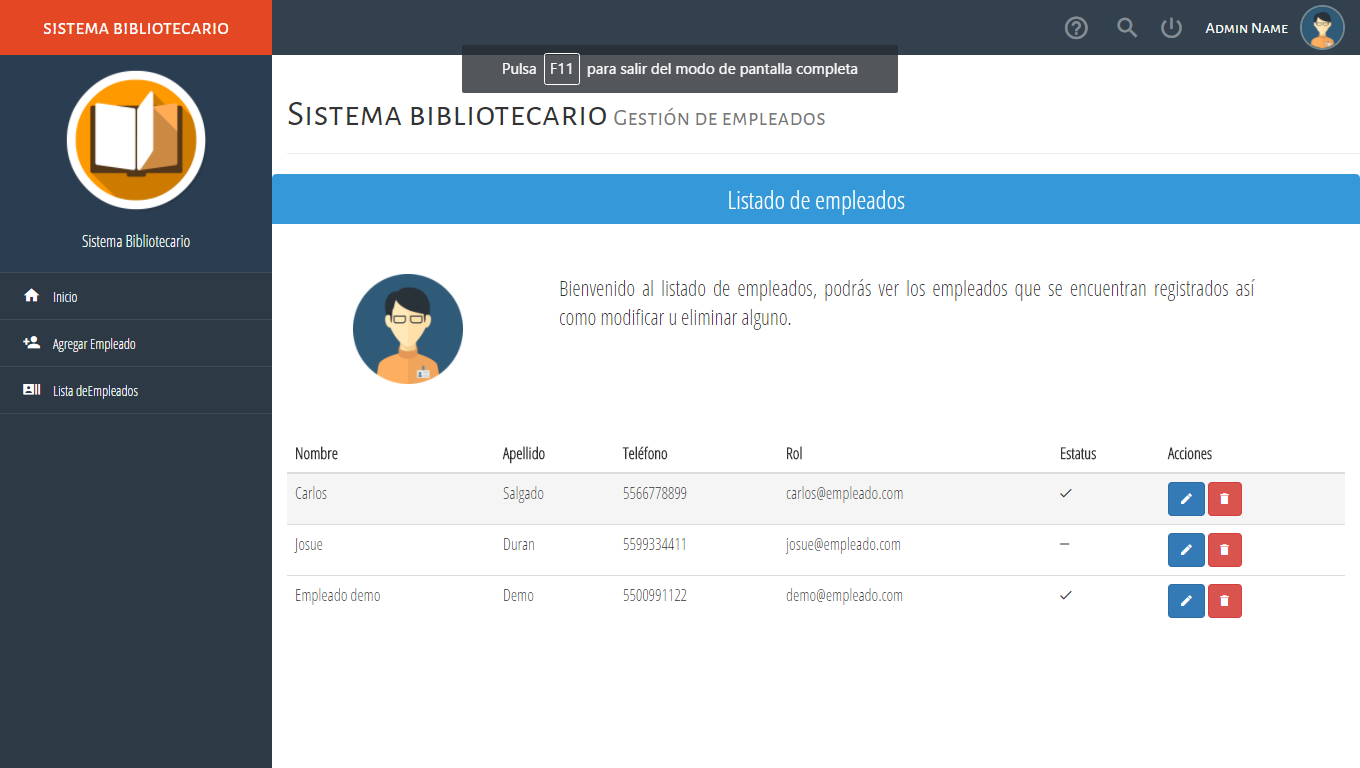 SISTEMA BIBLIOTECARIO
Admin Name
Pulsa F11 para salir del modo de pantalla completa
Sistema bibliotecario Gestión de empleados
Listado de empleados
Sistema Bibliotecario
Bienvenido al listado de empleados, podrás ver los empleados que se encuentran registrados así
como modificar u eliminar alguno.
Inicio
Agregar Empleado
Lista deEmpleados
Nombre Apellido Teléfono Rol Estatus Acciones
Carlos Salgado 5566778899 carlos@empleado.com
Josue Duran 5599334411 josue@empleado.com
Empleado demo Demo 5500991122 demo@empleado.com